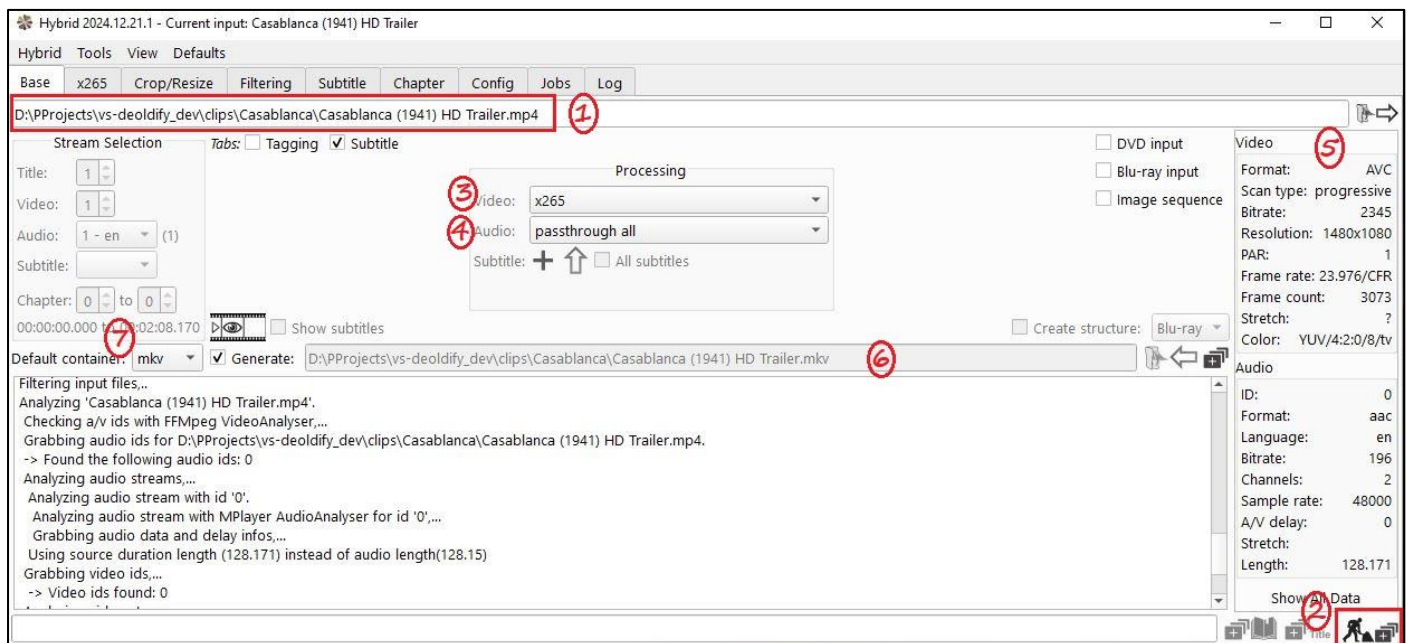 Hybrid 2024.12.21.1 - Current input: Casablanca (1941) HD Trailer
Hybrid Tools View Defaults
Base x265 Crop/Resize Filtering Subtitle Chapter Config Jobs Log
D:\PProjects\vs-deoldify_dev\clips\Casablanca\Casablanca (1941) HD Trailer.mp4 1
Stream Selection
Title: 1
Video: 1
Audio: 1 - en (1)
Subtitle:
Chapter: 0 to 0
00:00:00.000 to 00:02:08.170
7
Tabs: Tagging Subtitle
Processing
3 Video: x265
4 Audio: passthrough all
Subtitle: All subtitles
DVD input
Blu-ray input
Image sequence
Show subtitles
Create structure: Blu-ray
Default container: mkv Generate: D:\PProjects\vs-deoldify_dev\clips\Casablanca\Casablanca (1941) HD Trailer.mkv 6
Filtering input files,..
Analyzing 'Casablanca (1941) HD Trailer.mp4'.
Checking a/v ids with FFMpeg VideoAnalyser,...
Grabbing audio ids for D:\PProjects\vs-deoldify_dev\clips\Casablanca\Casablanca (1941) HD Trailer.mp4.
-> Found the following audio ids: 0
Analyzing audio streams,...
Analyzing audio stream with id '0'.
Analyzing audio stream with MPlayer AudioAnalyser for id '0',...
Grabbing audio data and delay infos,...
Using source duration length (128.171) instead of audio length(128.15)
Grabbing video ids,...
-> Video ids found: 0
Video 5
Format: AVC
Scan type: progressive
Bitrate: 2345
Resolution: 1480x1080
PAR: 1
Frame rate: 23.976/CFR
Frame count: 3073
Stretch: ?
Color: YUV/4:2:0/8/tv
Audio
ID: 0
Format: aac
Language: en
Bitrate: 196
Channels: 2
Sample rate: 48000
A/V delay: 0
Stretch:
Length: 128.171
Show All Data
2
Title